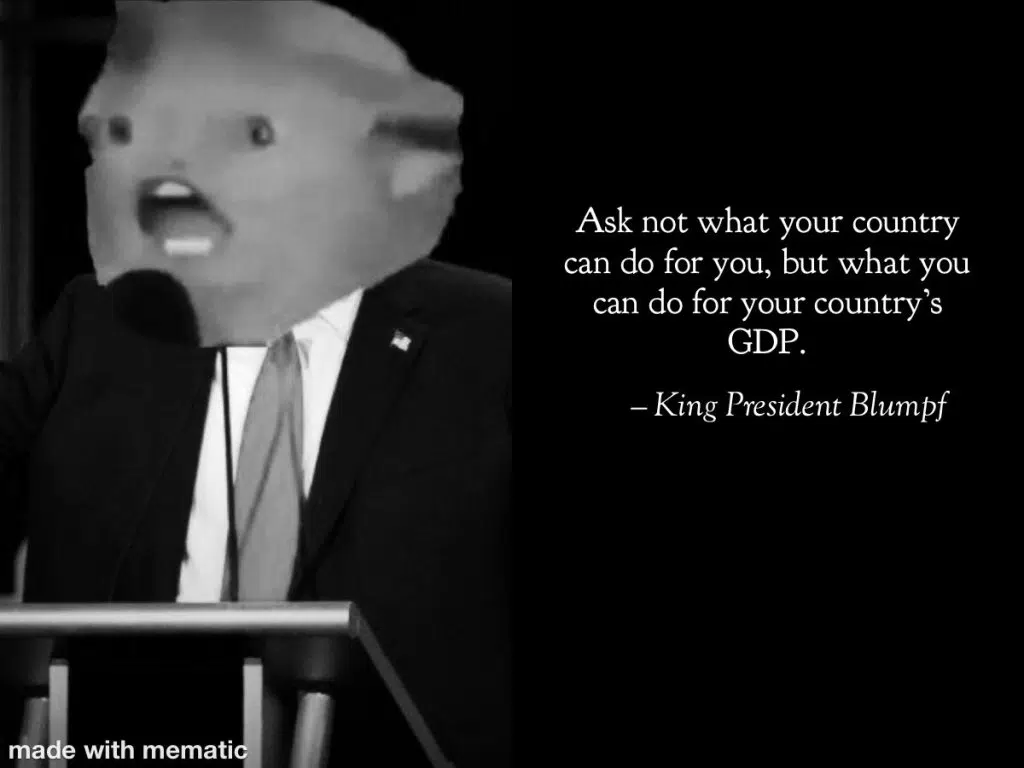 Ask not what your country
can do for you, but what you
can do for your country’s
GDP.
– King President Blumpf
made with mematic